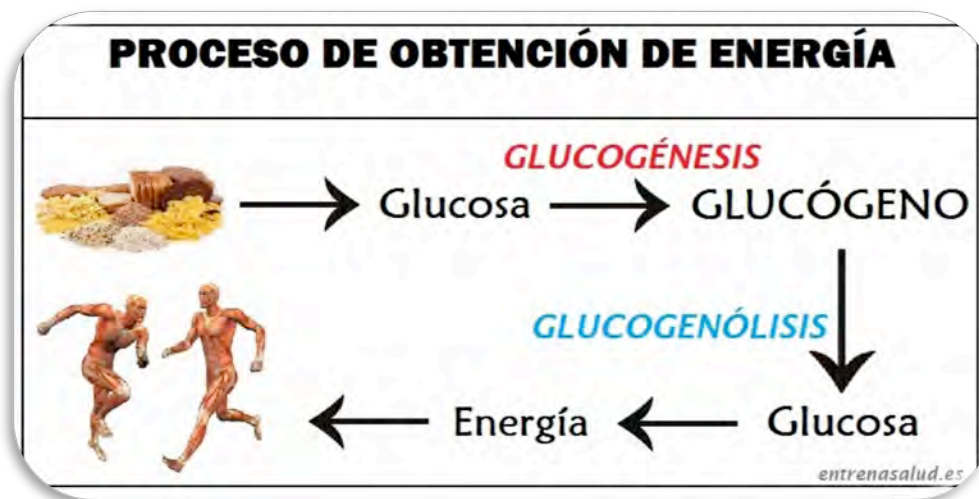 PROCESO DE OBTENCIÓN DE ENERGÍA
GLUCOGÉNESIS
Glucosa
GLUCÓGENO
GLUCOGENÓLISIS
Energía
Glucosa
entrenasalud.es